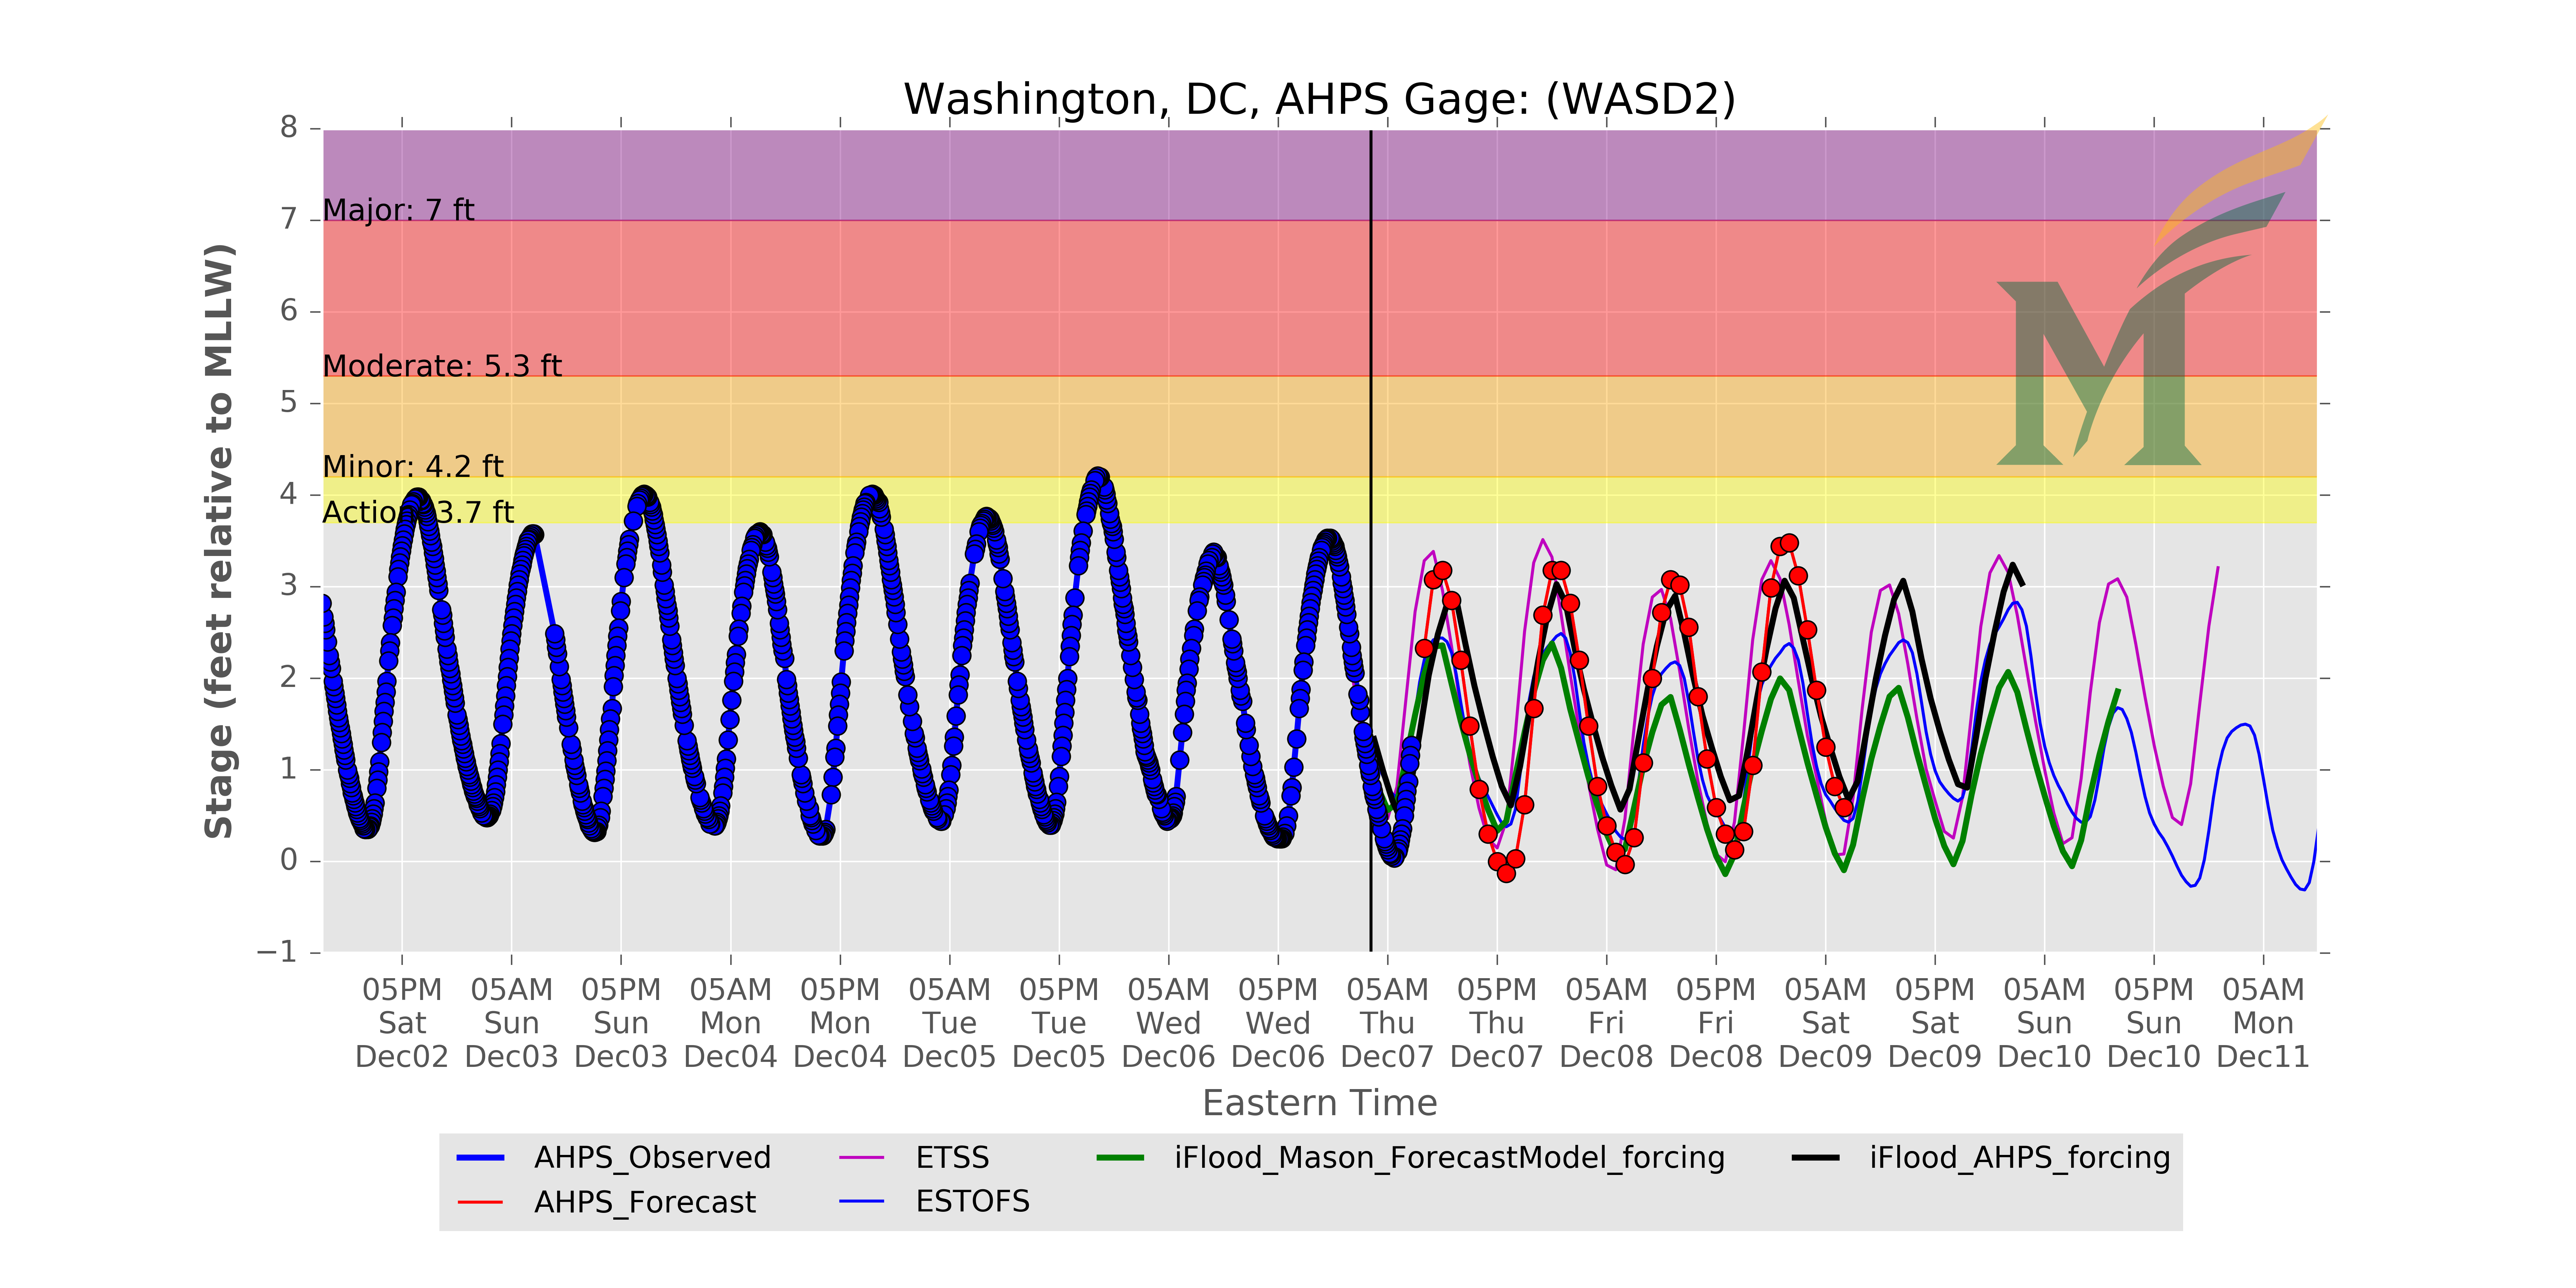 Washington, DC, AHPS Gage: (WASD2)
8
7
6
5
4
3
2
1
0
−1
Stage (feet relative to MLLW)
Major: 7 ft
Moderate: 5.3 ft
Minor: 4.2 ft
Action: 3.7 ft
05PM 05AM 05PM 05AM 05PM 05AM 05PM 05AM 05PM 05AM 05PM 05AM 05PM 05AM 05PM 05AM 05PM 05AM
Sat Sun Sun Mon Mon Tue Tue Wed Wed Thu Thu Fri Fri Sat Sat Sun Sun Mon
Dec02 Dec03 Dec03 Dec04 Dec04 Dec05 Dec05 Dec06 Dec06 Dec07 Dec07 Dec08 Dec08 Dec09 Dec09 Dec10 Dec10 Dec11
Eastern Time
AHPS_Observed ETSS iFlood_Mason_ForecastModel_forcing iFlood_AHPS_forcing
AHPS_Forecast ESTOFS